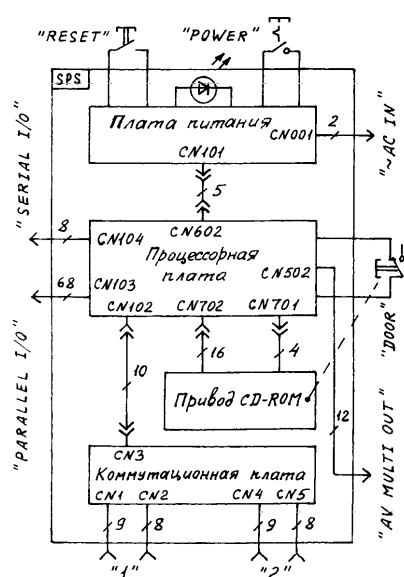 "RESET"
"POWER"
SPS
Плата питания
CN001
CN101
2
"~AC IN"
5
"SERIAL I/O"
8
CN104
CN602
Процессорная
плата
CN502
68
CN103
CN102
CN702
CN701
"DOOR"
"PARALLEL I/O"
10
16
4
Привод CD-ROM
12
"AV MULTI OUT"
CN3
Коммутационная плата
CN1
CN2
CN4
CN5
9
8
9
8
"1"
"2"